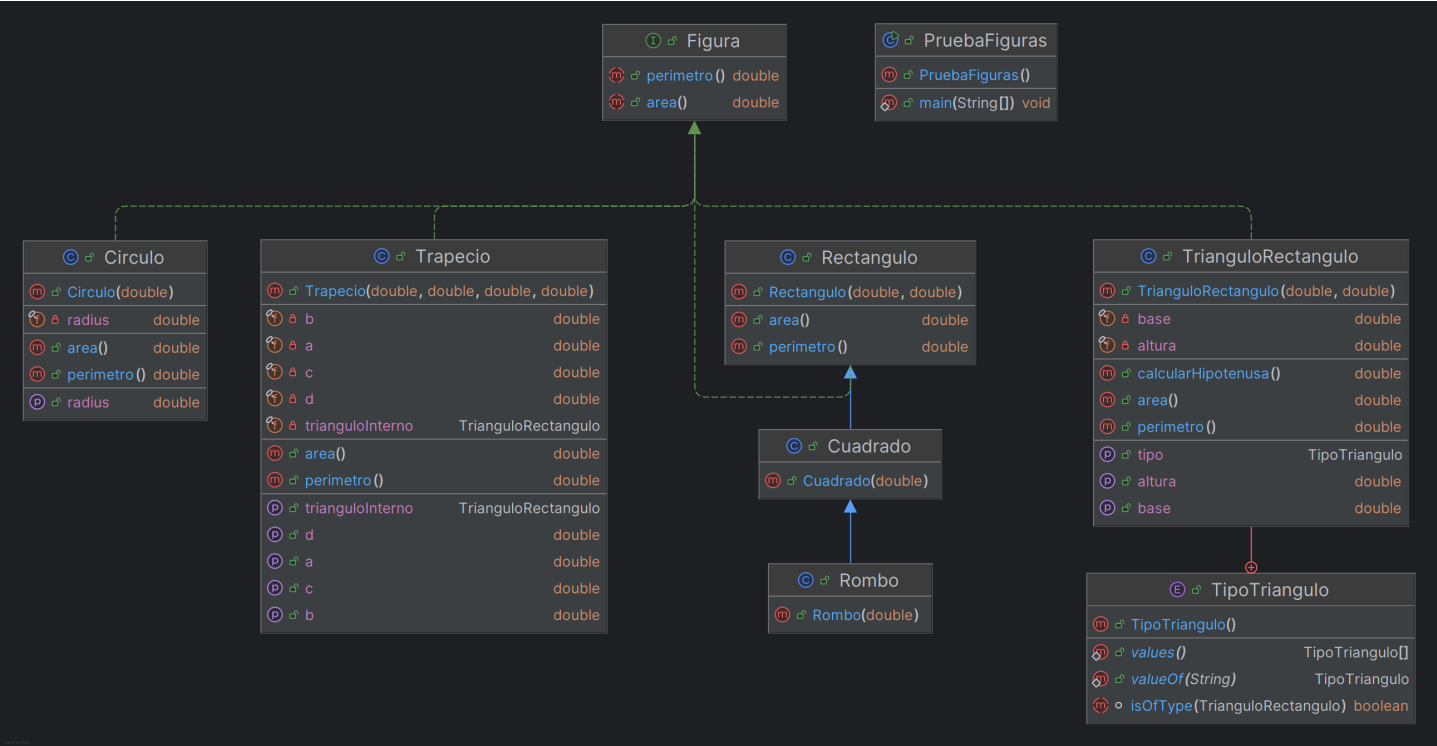 Figura
perimetro() double
area() double
PruebaFiguras
PruebaFiguras()
main(String[]) void
Circulo
Circulo(double)
radius double
area() double
perimetro() double
radius double
Trapecio
Trapecio(double, double, double, double)
b double
a double
c double
d double
trianguloInterno TrianguloRectangulo
area() double
perimetro() double
trianguloInterno TrianguloRectangulo
d double
a double
c double
b double
Rectangulo
Rectangulo(double, double)
area() double
perimetro() double
Cuadrado
Cuadrado(double)
Rombo
Rombo(double)
TrianguloRectangulo
TrianguloRectangulo(double, double)
base double
altura double
calcularHipotenusa() double
area() double
perimetro() double
tipo TipoTriangulo
altura double
base double
TipoTriangulo
TipoTriangulo()
values() TipoTriangulo[]
valueOf(String) TipoTriangulo
isOfType(TrianguloRectangulo) boolean